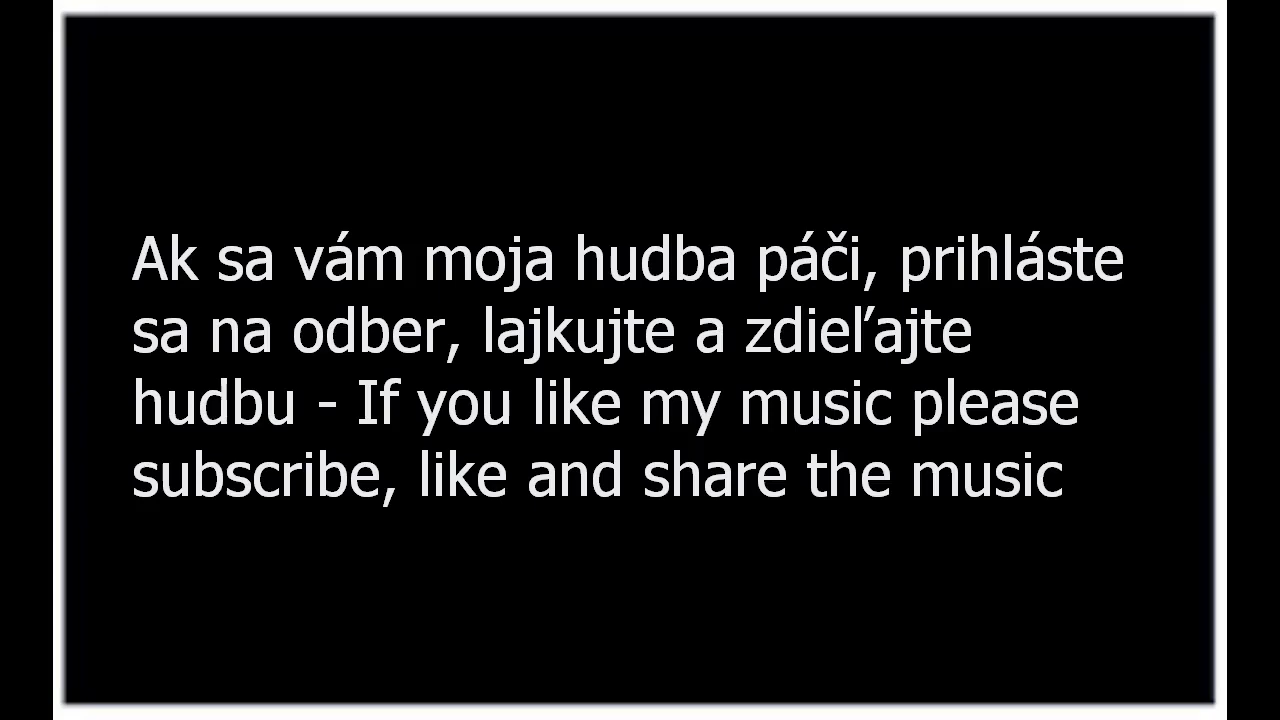 Ak sa vám moja hudba páči, prihláste
sa na odber, lajkujte a zdieľajte
hudbu - If you like my music please
subscribe, like and share the music